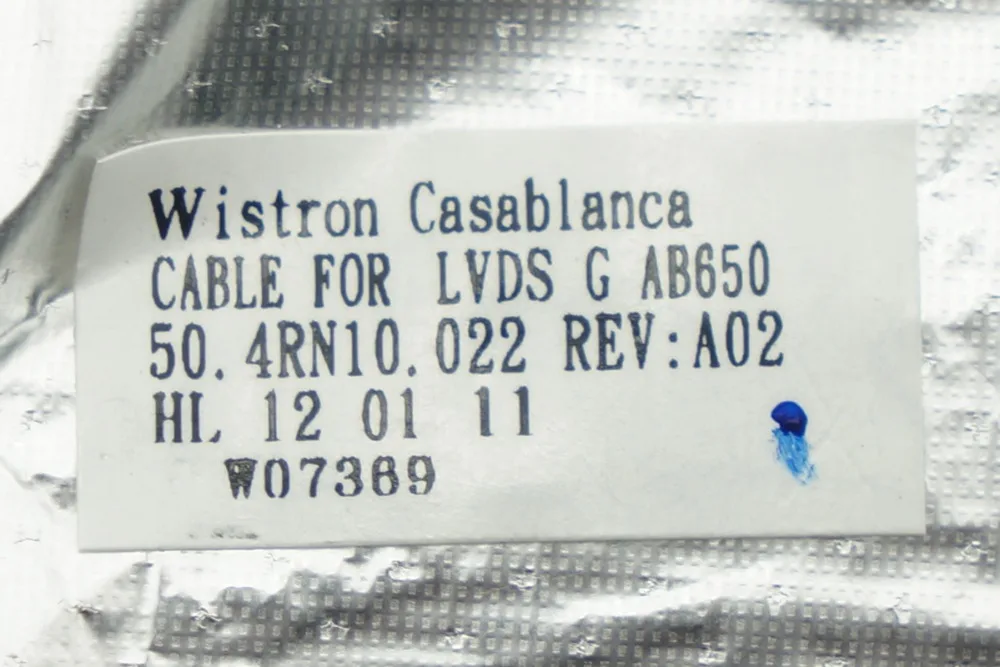 Wistron Casablanca
CABLE FOR LVDS G AB650
50.4RN10.022 REV:A02
HL 12 01 11
W07369